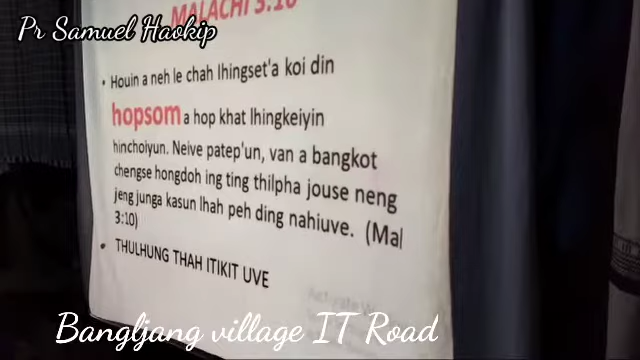 Pr Samuel Haokip
MALACHI 3:10
• Houin a neh le chah lhingset'a koi din
hopsom a hop khat lhingkeiyin
hinchoiyun. Neive patep'un, van a bangkot
chengse hongdoh ing ting thilpha jouse neng
jeng junga kasun lhah peh ding nahiuve. (Mal
3:10)
• THULHUNG THAH ITIKIT UVE
Bangljang village IT Road